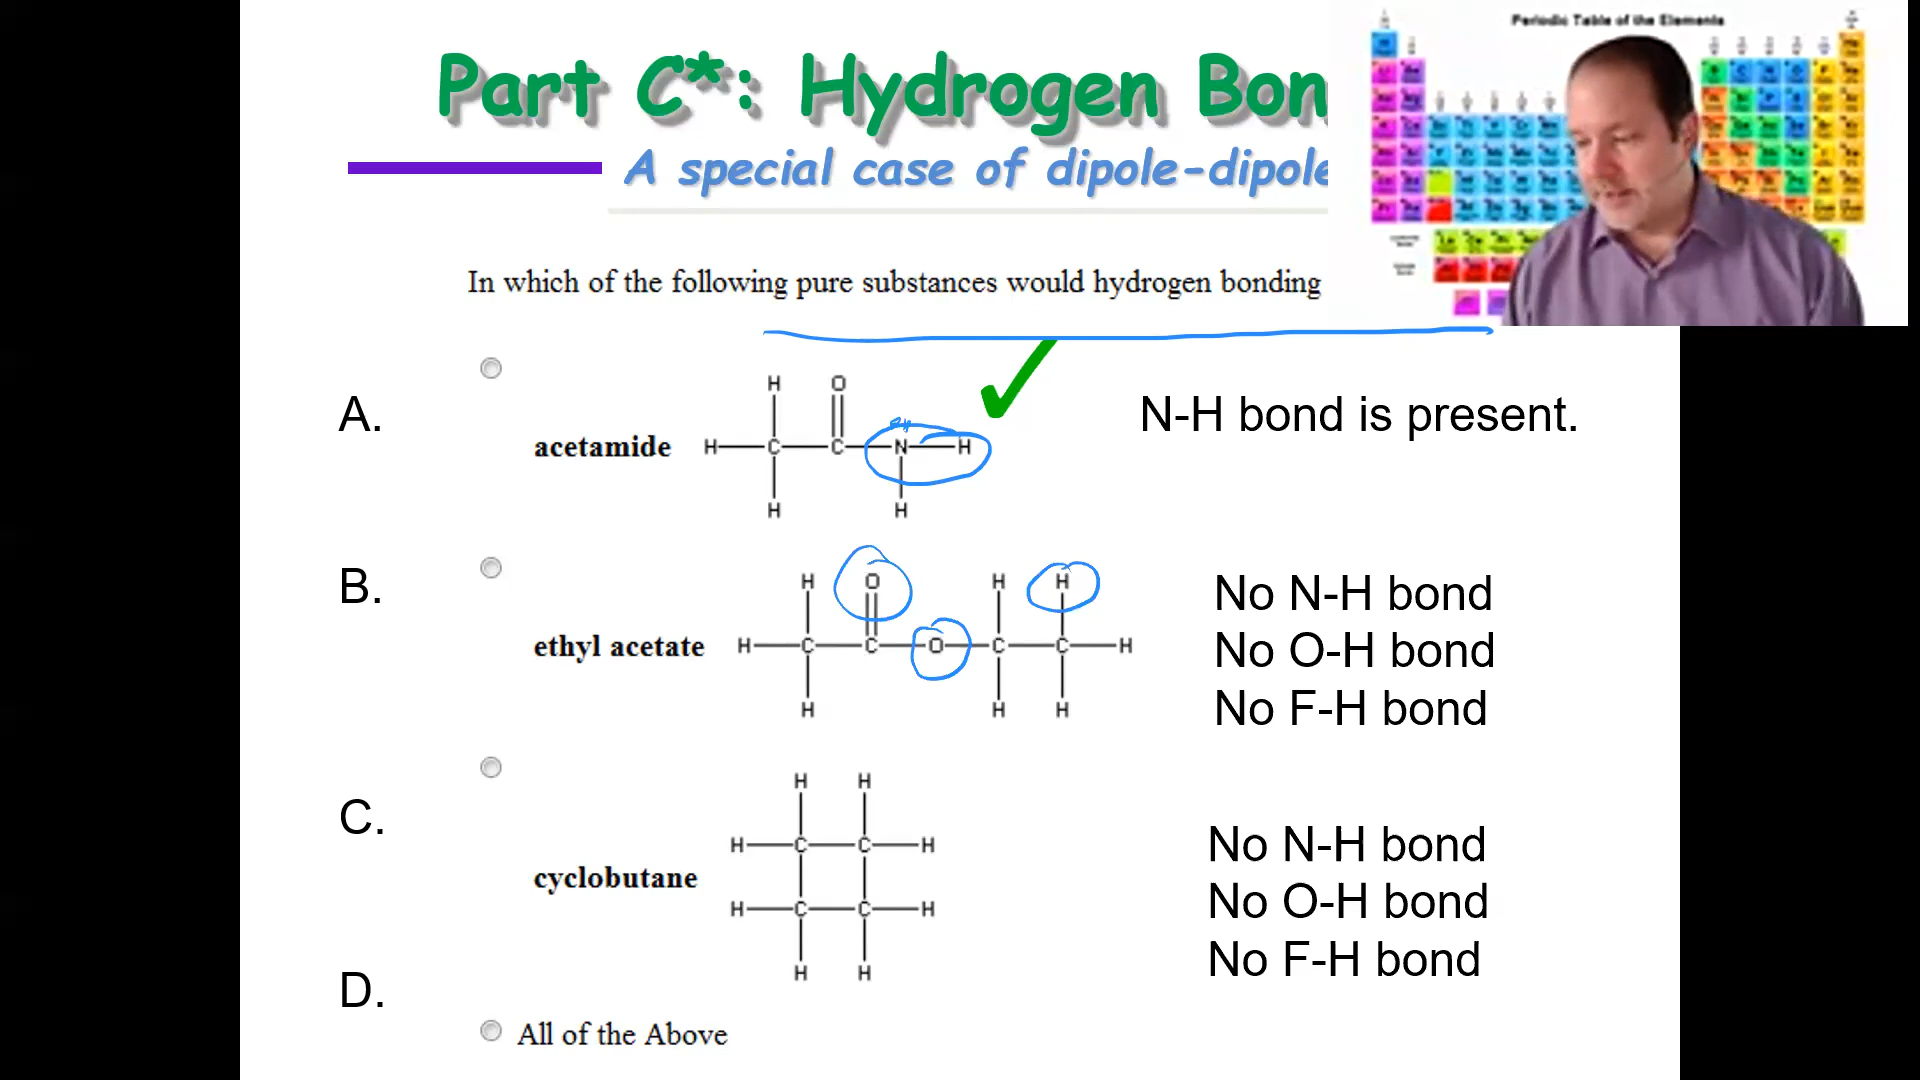 Periodic Table of the Elements
Part C*: Hydrogen Bon
A special case of dipole-dipole
In which of the following pure substances would hydrogen bonding
A.
acetamide
H O
H C C N H
H H
N-H bond is present.
B.
ethyl acetate
H O H H
H C C O C C H
H H H
No N-H bond
No O-H bond
No F-H bond
C.
cyclobutane
H H
H C C H
H C C H
H H
No N-H bond
No O-H bond
No F-H bond
D.
All of the Above